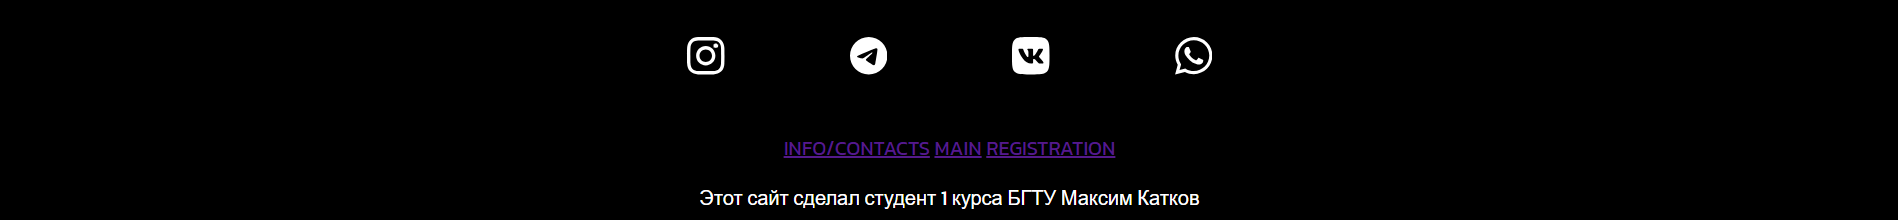 INFO/CONTACTS MAIN REGISTRATION
Этот сайт сделал студент 1 курса БГТУ Максим Катков